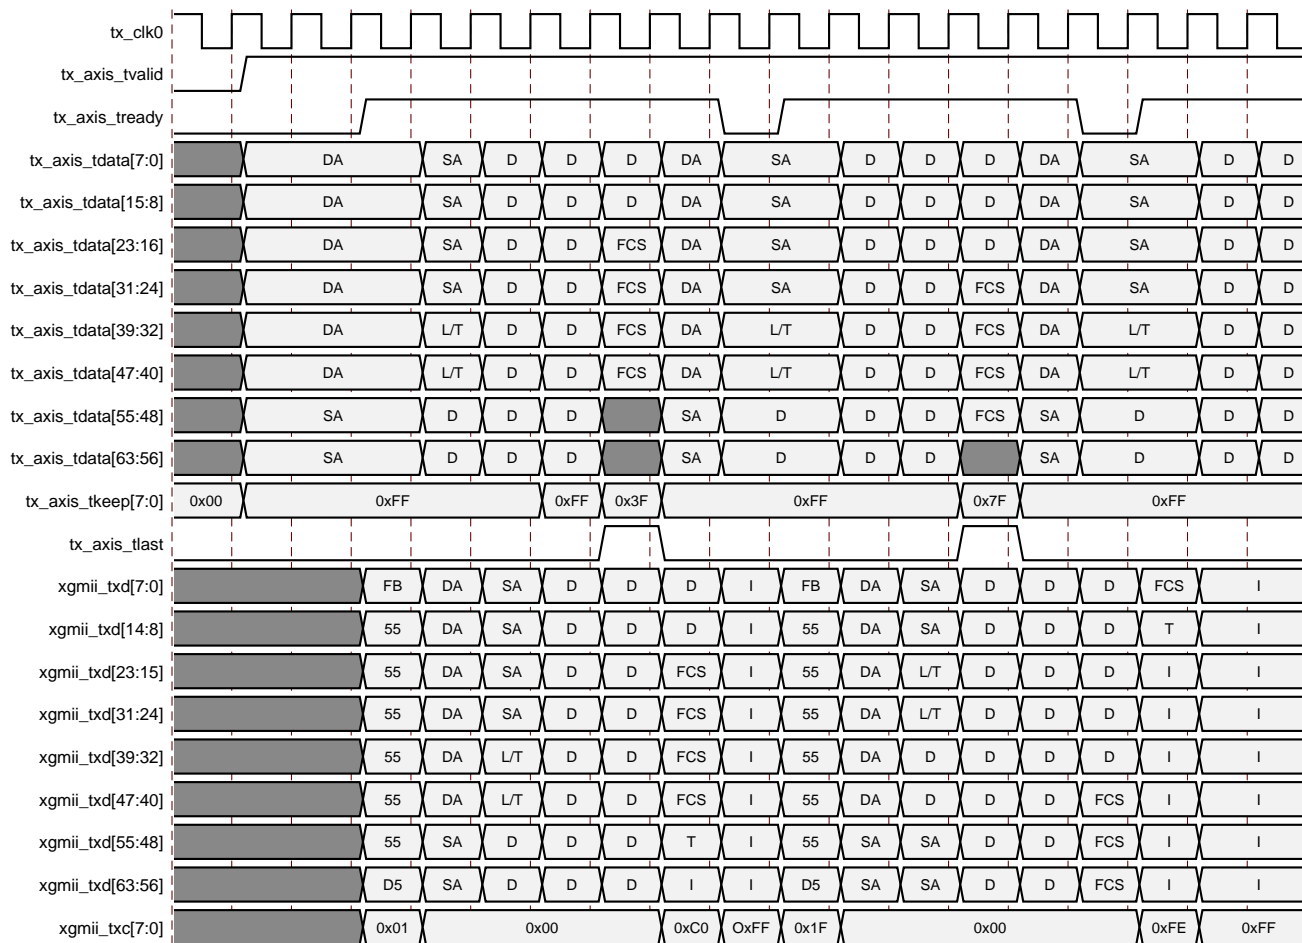 tx_clk0
tx_axis_tvalid
tx_axis_tready
tx_axis_tdata[7:0] DA SA D D D DA SA D D D DA SA D D
tx_axis_tdata[15:8] DA SA D D D DA SA D D D DA SA D D
tx_axis_tdata[23:16] DA SA D D FCS DA SA D D D DA SA D D
tx_axis_tdata[31:24] DA SA D D FCS DA SA D D FCS DA SA D D
tx_axis_tdata[39:32] DA L/T D D FCS DA L/T D D FCS DA L/T D D
tx_axis_tdata[47:40] DA L/T D D FCS DA L/T D D FCS DA L/T D D
tx_axis_tdata[55:48] SA D D D SA D D D FCS SA D D D
tx_axis_tdata[63:56] SA D D D SA D D D SA D D D
tx_axis_tkeep[7:0] 0x00 0xFF 0xFF 0x3F 0xFF 0x7F 0xFF
tx_axis_tlast
xgmii_txd[7:0] FB DA SA D D D I FB DA SA D D D FCS I
xgmii_txd[14:8] 55 DA SA D D D I 55 DA SA D D D T I
xgmii_txd[23:15] 55 DA SA D D FCS I 55 DA L/T D D D I I
xgmii_txd[31:24] 55 DA SA D D FCS I 55 DA L/T D D D I I
xgmii_txd[39:32] 55 DA L/T D D FCS I 55 DA D D D D I I
xgmii_txd[47:40] 55 DA L/T D D FCS I 55 DA D D D FCS I I
xgmii_txd[55:48] 55 SA D D D T I 55 SA SA D D FCS I I
xgmii_txd[63:56] D5 SA D D D I I D5 SA SA D D FCS I I
xgmii_txc[7:0] 0x01 0x00 0xC0 OxFF 0x1F 0x00 0xFE 0xFF